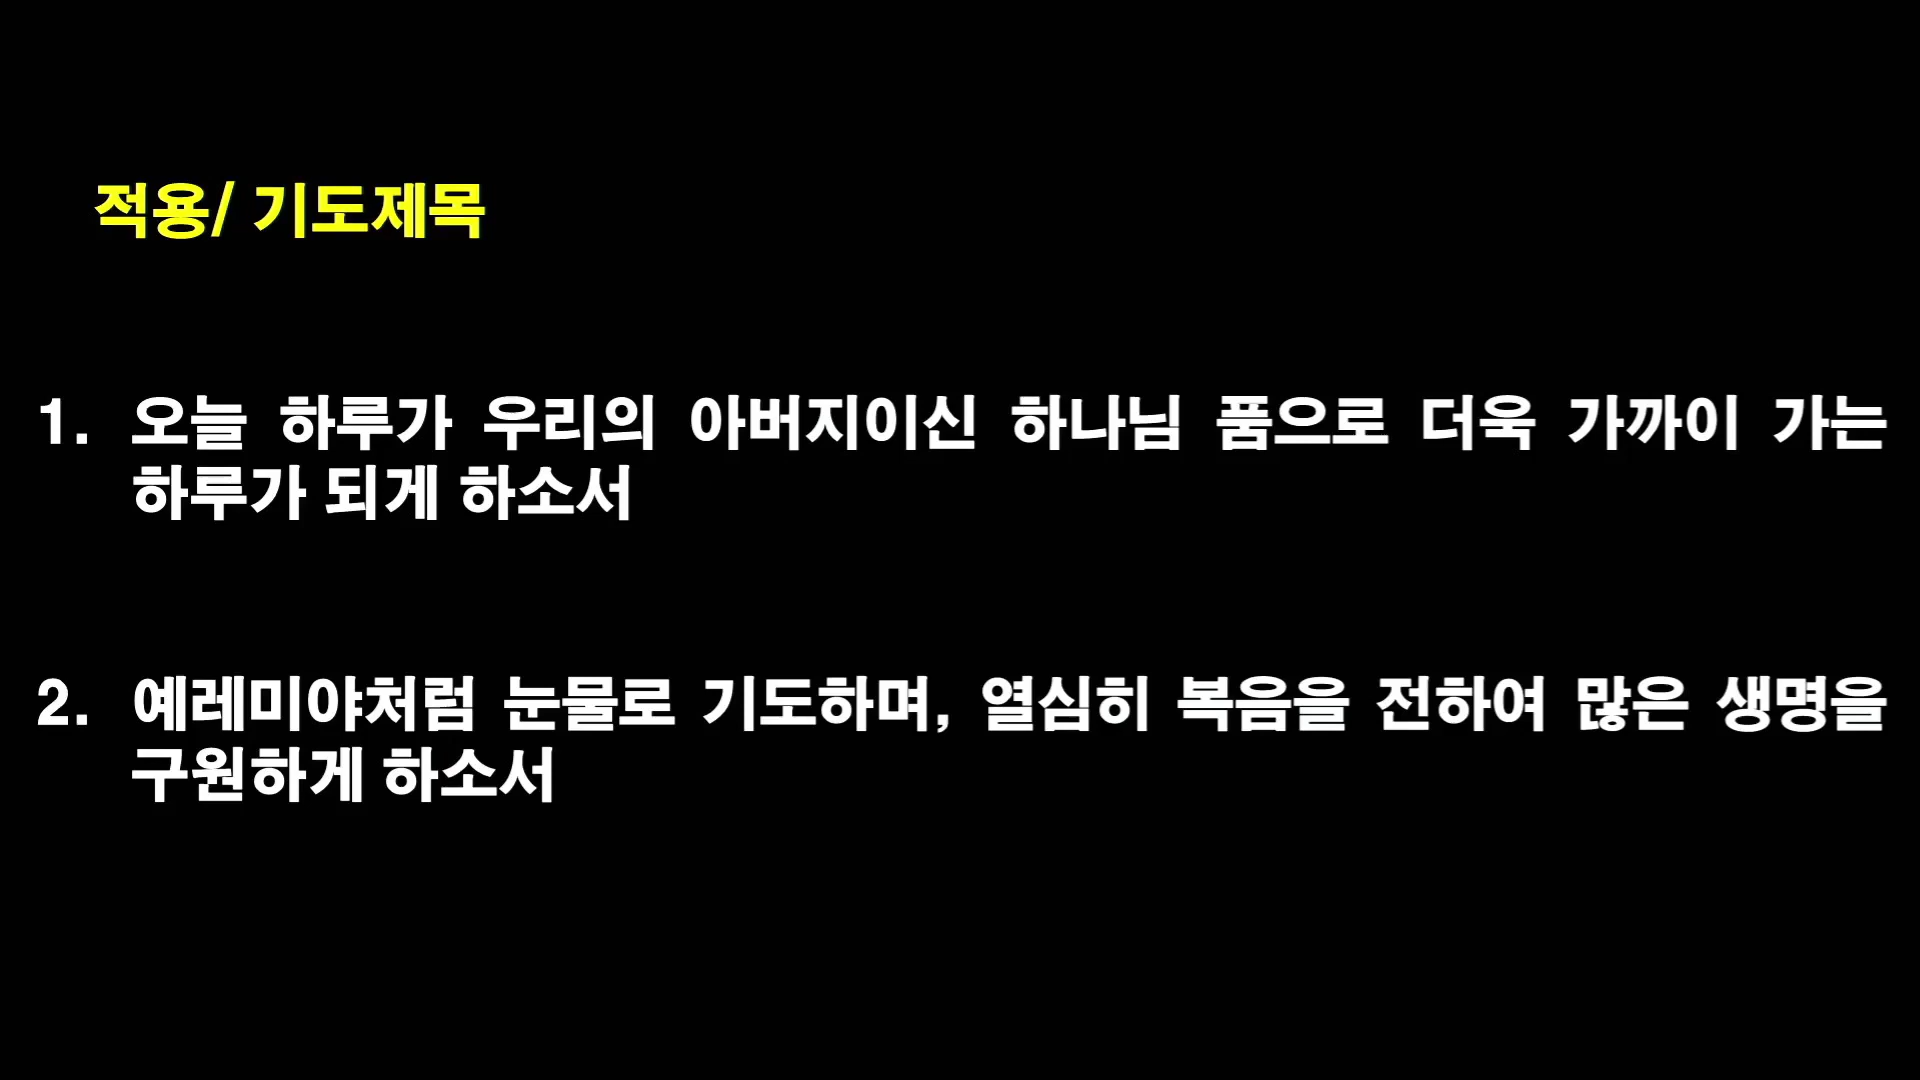 적용/ 기도제목
1. 오늘 하루가 우리의 아버지이신 하나님 품으로 더욱 가까이 가는
하루가 되게 하소서
2. 예레미야처럼 눈물로 기도하며, 열심히 복음을 전하여 많은 생명을
구원하게 하소서